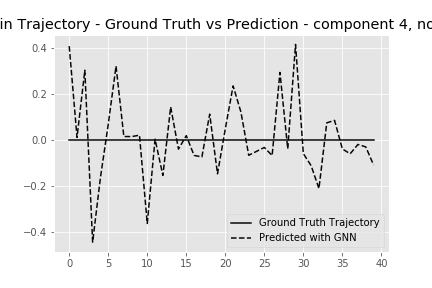 in Trajectory - Ground Truth vs Prediction - component 4, no
0.4
0.2
0.0
−0.2
−0.4
0 5 10 15 20 25 30 35 40
Ground Truth Trajectory
Predicted with GNN